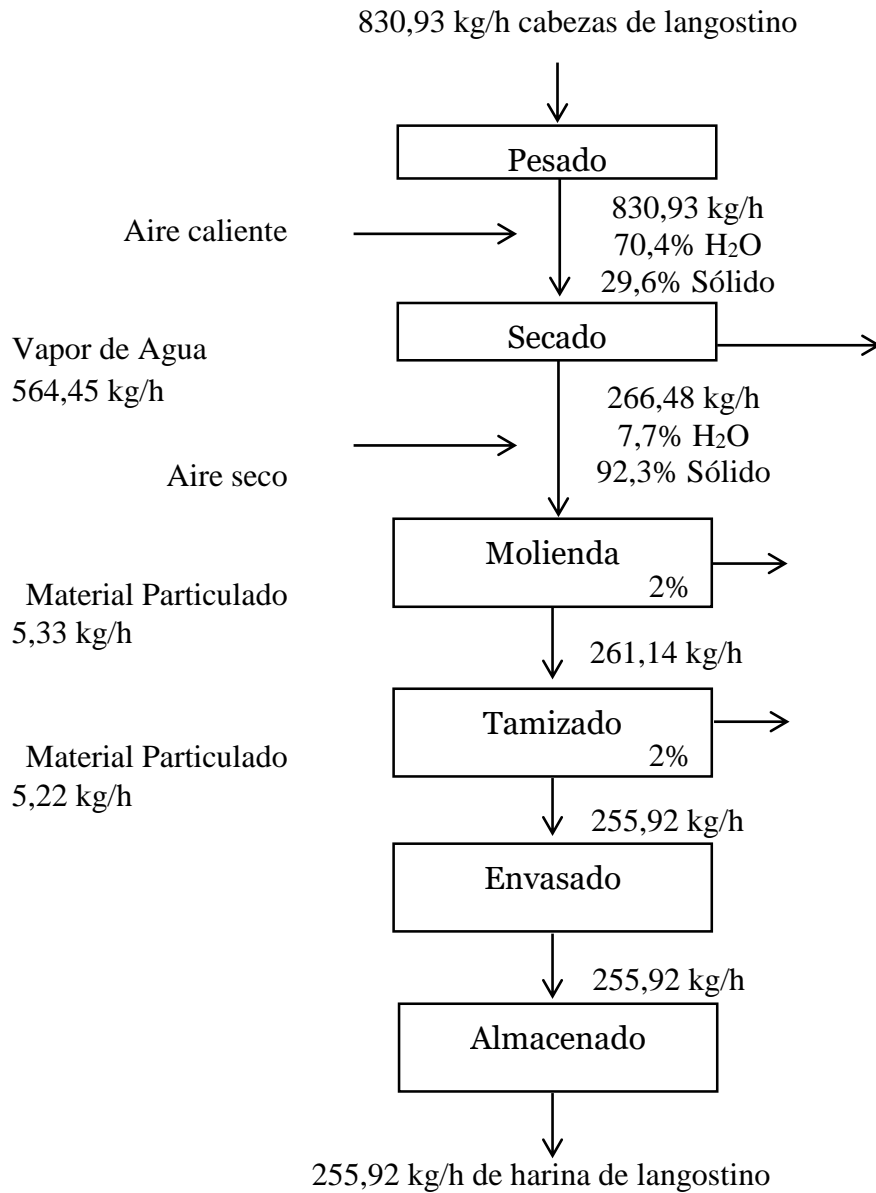 830,93 kg/h cabezas de langostino
Pesado
Aire caliente
830,93 kg/h
70,4% H₂O
29,6% Sólido
Secado
Vapor de Agua
564,45 kg/h
266,48 kg/h
7,7% H₂O
92,3% Sólido
Aire seco
Molienda
2%
Material Particulado
5,33 kg/h
261,14 kg/h
Tamizado
2%
Material Particulado
5,22 kg/h
255,92 kg/h
Envasado
255,92 kg/h
Almacenado
255,92 kg/h de harina de langostino